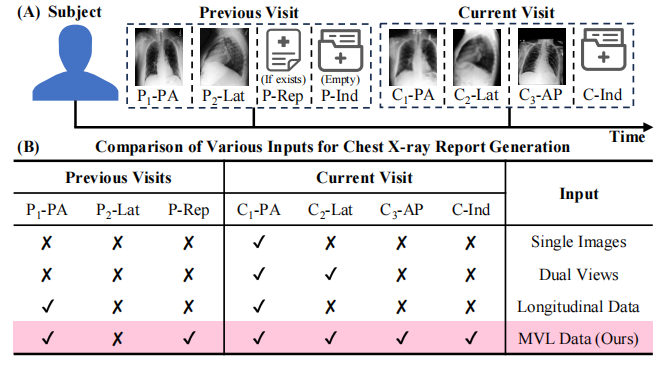 (A) Subject Previous Visit Current Visit
(If exists) (Empty)
P₁-PA P₂-Lat P-Rep P-Ind C₁-PA C₂-Lat C₃-AP C-Ind
Time
(B) Comparison of Various Inputs for Chest X-ray Report Generation
Previous Visits Current Visit Input
P₁-PA P₂-Lat P-Rep C₁-PA C₂-Lat C₃-AP C-Ind
✗ ✗ ✗ ✓ ✗ ✗ ✗ Single Images
✗ ✗ ✗ ✓ ✓ ✗ ✗ Dual Views
✓ ✗ ✗ ✓ ✗ ✗ ✗ Longitudinal Data
✓ ✗ ✓ ✓ ✓ ✓ ✓ MVL Data (Ours)